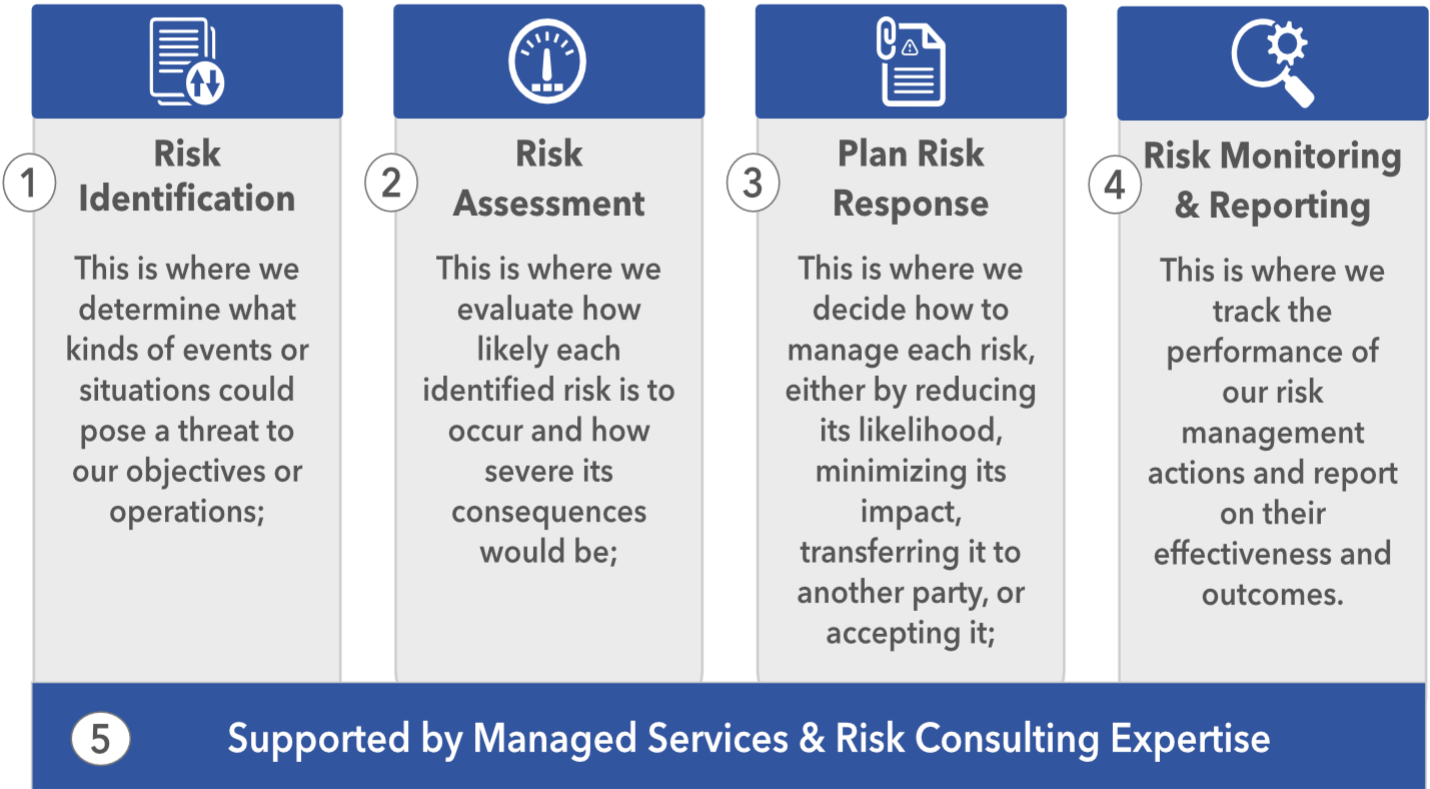 1
Risk
Identification
This is where we
determine what
kinds of events or
situations could
pose a threat to
our objectives or
operations;
2
Risk
Assessment
This is where we
evaluate how
likely each
identified risk is to
occur and how
severe its
consequences
would be;
3
Plan Risk
Response
This is where we
decide how to
manage each risk,
either by reducing
its likelihood,
minimizing its
impact,
transferring it to
another party, or
accepting it;
4
Risk Monitoring
& Reporting
This is where we
track the
performance of
our risk
management
actions and report
on their
effectiveness and
outcomes.
5 Supported by Managed Services & Risk Consulting Expertise